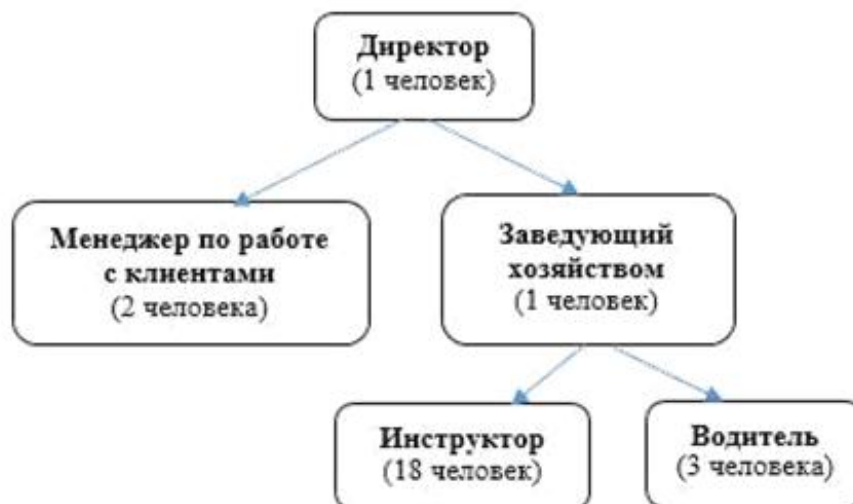 Директор
(1 человек)
Менеджер по работе
с клиентами
(2 человека)
Заведующий
хозяйством
(1 человек)
Инструктор
(18 человек)
Водитель
(3 человека)